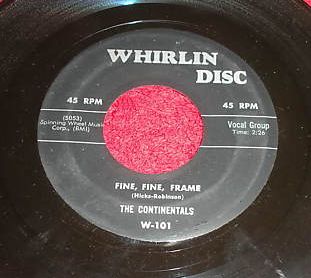 WHIRLIN
DISC
45 RPM
45 RPM
(5053)
Spinning Wheel Music
Corp., (BMI)
Vocal Group
Time: 2:26
FINE, FINE, FRAME
(Hicks-Robinson)
THE CONTINENTALS
W-101